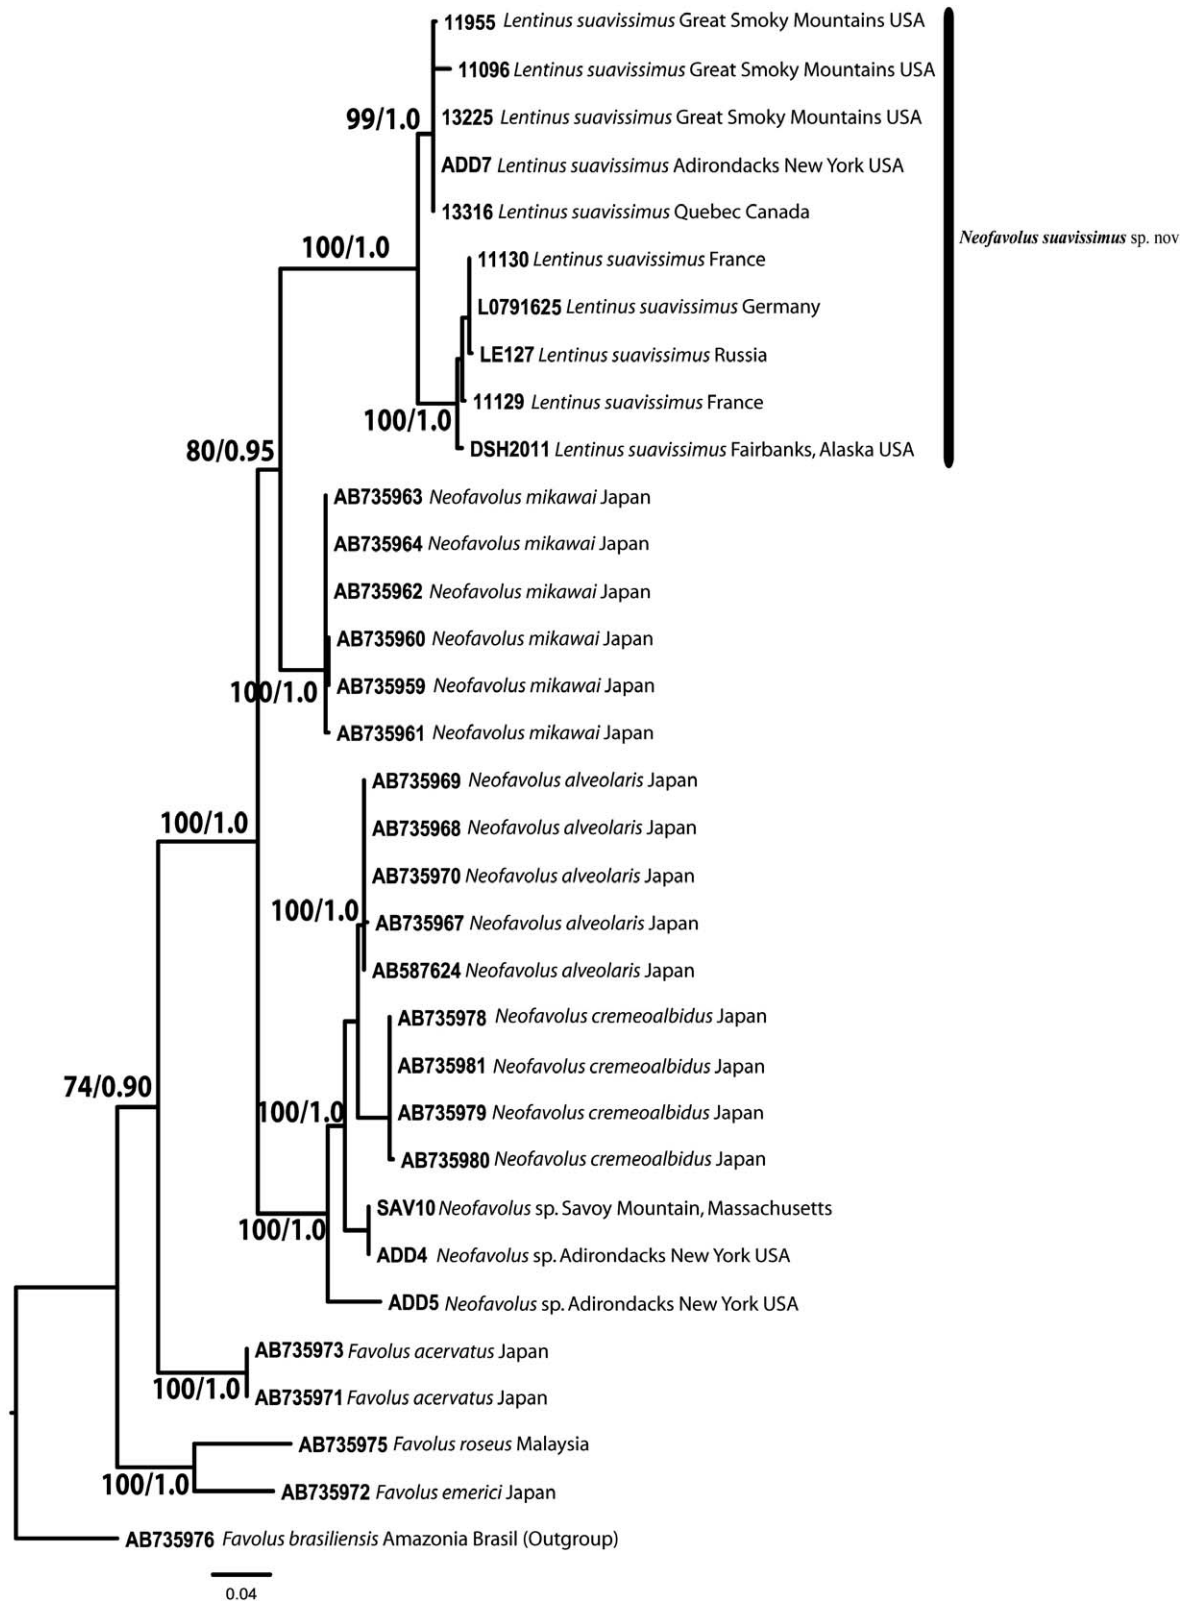 11955 Lentinus suavissimus Great Smoky Mountains USA
11096 Lentinus suavissimus Great Smoky Mountains USA
99/1.0
13225 Lentinus suavissimus Great Smoky Mountains USA
ADD7 Lentinus suavissimus Adirondacks New York USA
13316 Lentinus suavissimus Quebec Canada
Neofavolus suavissimus sp. nov
100/1.0
11130 Lentinus suavissimus France
L0791625 Lentinus suavissimus Germany
LE127 Lentinus suavissimus Russia
11129 Lentinus suavissimus France
100/1.0
DSH2011 Lentinus suavissimus Fairbanks, Alaska USA
80/0.95
AB735963 Neofavolus mikawai Japan
AB735964 Neofavolus mikawai Japan
AB735962 Neofavolus mikawai Japan
AB735960 Neofavolus mikawai Japan
AB735959 Neofavolus mikawai Japan
100/1.0
AB735961 Neofavolus mikawai Japan
AB735969 Neofavolus alveolaris Japan
100/1.0
AB735968 Neofavolus alveolaris Japan
AB735970 Neofavolus alveolaris Japan
100/1.0
AB735967 Neofavolus alveolaris Japan
AB587624 Neofavolus alveolaris Japan
AB735978 Neofavolus cremeoalbidus Japan
AB735981 Neofavolus cremeoalbidus Japan
74/0.90
100/1.0
AB735979 Neofavolus cremeoalbidus Japan
AB735980 Neofavolus cremeoalbidus Japan
SAV10 Neofavolus sp. Savoy Mountain, Massachusetts
100/1.0
ADD4 Neofavolus sp. Adirondacks New York USA
ADD5 Neofavolus sp. Adirondacks New York USA
AB735973 Favolus acervatus Japan
100/1.0
AB735971 Favolus acervatus Japan
AB735975 Favolus roseus Malaysia
100/1.0
AB735972 Favolus emerici Japan
AB735976 Favolus brasiliensis Amazonia Brasil (Outgroup)
0.04